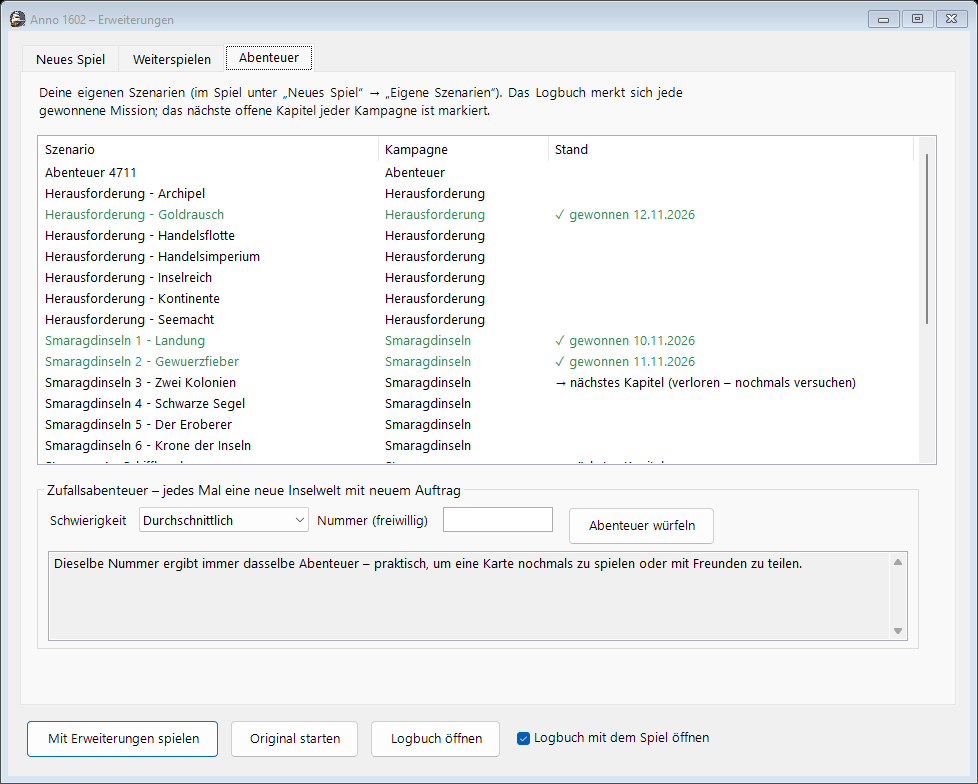 Anno 1602 – Erweiterungen
Neues Spiel Weiterspielen Abenteuer
Deine eigenen Szenarien (im Spiel unter „Neues Spiel“ → „Eigene Szenarien“). Das Logbuch merkt sich jede
gewonnene Mission; das nächste offene Kapitel jeder Kampagne ist markiert.
Szenario Kampagne Stand
Abenteuer 4711 Abenteuer
Herausforderung - Archipel Herausforderung
Herausforderung - Goldrausch Herausforderung ✓ gewonnen 12.11.2026
Herausforderung - Handelsflotte Herausforderung
Herausforderung - Handelsimperium Herausforderung
Herausforderung - Inselreich Herausforderung
Herausforderung - Kontinente Herausforderung
Herausforderung - Seemacht Herausforderung
Smaragdinseln 1 - Landung Smaragdinseln ✓ gewonnen 10.11.2026
Smaragdinseln 2 - Gewuerzfieber Smaragdinseln ✓ gewonnen 11.11.2026
Smaragdinseln 3 - Zwei Kolonien Smaragdinseln → nächstes Kapitel (verloren – nochmals versuchen)
Smaragdinseln 4 - Schwarze Segel Smaragdinseln
Smaragdinseln 5 - Der Eroberer Smaragdinseln
Smaragdinseln 6 - Krone der Inseln Smaragdinseln
Zufallsabenteuer – jedes Mal eine neue Inselwelt mit neuem Auftrag
Schwierigkeit Durchschnittlich Nummer (freiwillig) Abenteuer würfeln
Dieselbe Nummer ergibt immer dasselbe Abenteuer – praktisch, um eine Karte nochmals zu spielen oder mit Freunden zu teilen.
Mit Erweiterungen spielen Original starten Logbuch öffnen Logbuch mit dem Spiel öffnen